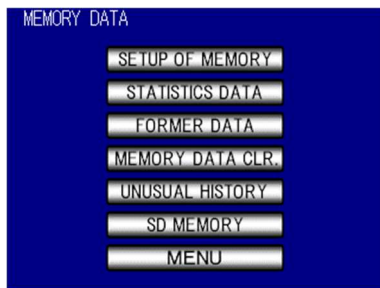 MEMORY DATA
SETUP OF MEMORY
STATISTICS DATA
FORMER DATA
MEMORY DATA CLR.
UNUSUAL HISTORY
SD MEMORY
MENU